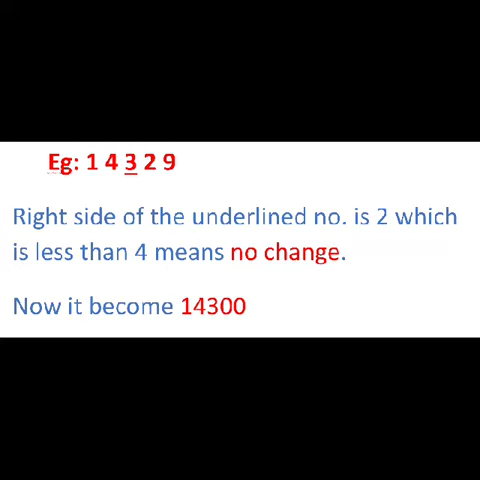 Eg: 1 4 3 2 9
Right side of the underlined no. is 2 which
is less than 4 means no change.
Now it become 14300